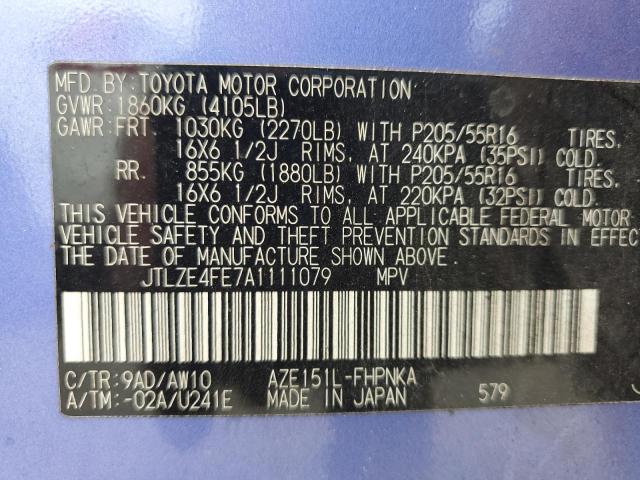 MFD.BY:TOYOTA MOTOR CORPORATION
GVWR:1860KG (4105LB)
GAWR:FRT. 1030KG (2270LB) WITH P205/55R16 TIRES,
16X6 1/2J RIMS, AT 240KPA (35PSI) COLD.
RR. 855KG (1880LB) WITH P205/55R16 TIRES,
16X6 1/2J RIMS, AT 220KPA (32PSI) COLD.
THIS VEHICLE CONFORMS TO ALL APPLICABLE FEDERAL MOTOR
VEHICLE SAFETY AND THEFT PREVENTION STANDARDS IN EFFEC
THE DATE OF MANUFACTURE SHOWN ABOVE.
JTLZE4FE7A1111079 MPV
C/TR:9AD/AW10 AZE151L-FHPNKA
A/TM:-02A/U241E MADE IN JAPAN 579